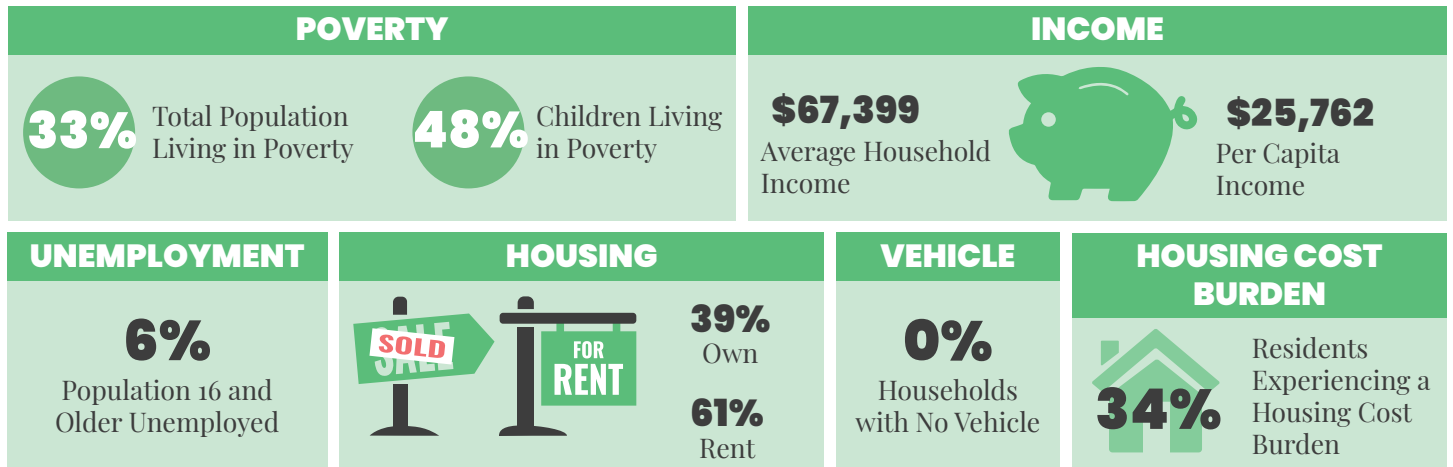 POVERTY
33%
Total Population
Living in Poverty
48%
Children Living
in Poverty
INCOME
$67,399
Average Household
Income
$25,762
Per Capita
Income
UNEMPLOYMENT
6%
Population 16 and
Older Unemployed
HOUSING
SALE
SOLD
FOR
RENT
39%
Own
61%
Rent
VEHICLE
0%
Households
with No Vehicle
HOUSING COST
BURDEN
34%
Residents
Experiencing a
Housing Cost
Burden